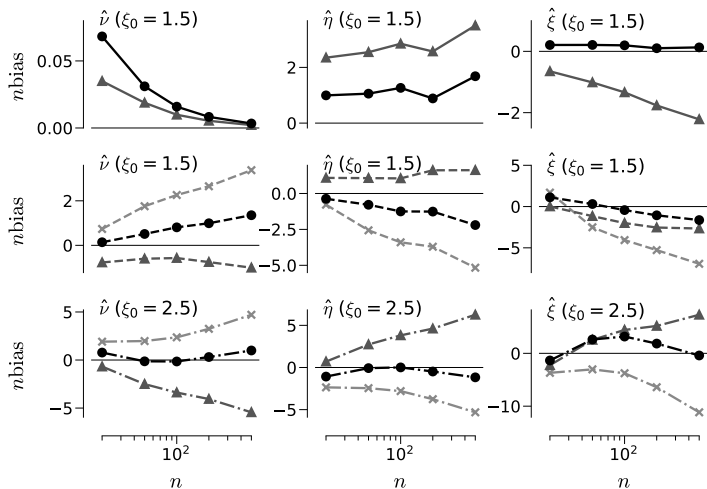 ν̂ (ξ₀ = 1.5)
η̂ (ξ₀ = 1.5)
ξ̂ (ξ₀ = 1.5)
nbias
0.05
0.00
2
0
0
−2
ν̂ (ξ₀ = 1.5)
η̂ (ξ₀ = 1.5)
ξ̂ (ξ₀ = 1.5)
nbias
2
0
0.0
−2.5
−5.0
5
0
−5
ν̂ (ξ₀ = 2.5)
η̂ (ξ₀ = 2.5)
ξ̂ (ξ₀ = 2.5)
nbias
5
0
−5
5
0
−5
0
−10
10²
10²
10²
n
n
n